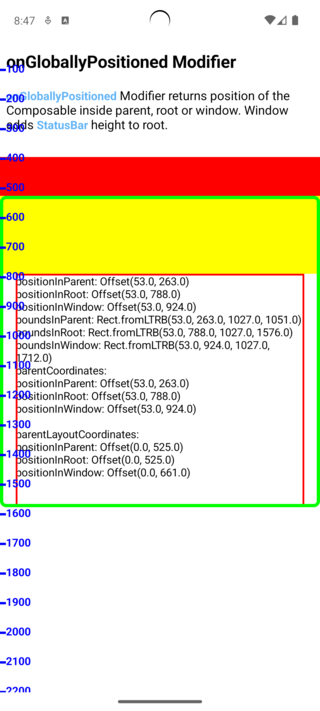 8:47
A
onGloballyPositioned Modifier
100
onGloballyPositioned Modifier returns position of the
200
Composable inside parent, root or window. Window
adds StatusBar height to root.
300
400
500
600
700
800
positionInParent: Offset(53.0, 263.0)
positionInRoot: Offset(53.0, 788.0)
900
positionInWindow: Offset(53.0, 924.0)
boundsInParent: Rect.fromLTRB(53.0, 263.0, 1027.0, 1051.0)
boundsInRoot: Rect.fromLTRB(53.0, 788.0, 1027.0, 1576.0)
1000
boundsInWindow: Rect.fromLTRB(53.0, 924.0, 1027.0,
1712.0)
1100
parentCoordinates:
positionInParent: Offset(53.0, 263.0)
positionInRoot: Offset(53.0, 788.0)
1200
positionInWindow: Offset(53.0, 924.0)
1300
parentLayoutCoordinates:
positionInParent: Offset(0.0, 525.0)
1400
positionInRoot: Offset(0.0, 525.0)
positionInWindow: Offset(0.0, 661.0)
1500
1600
1700
1800
1900
2000
2100
2200